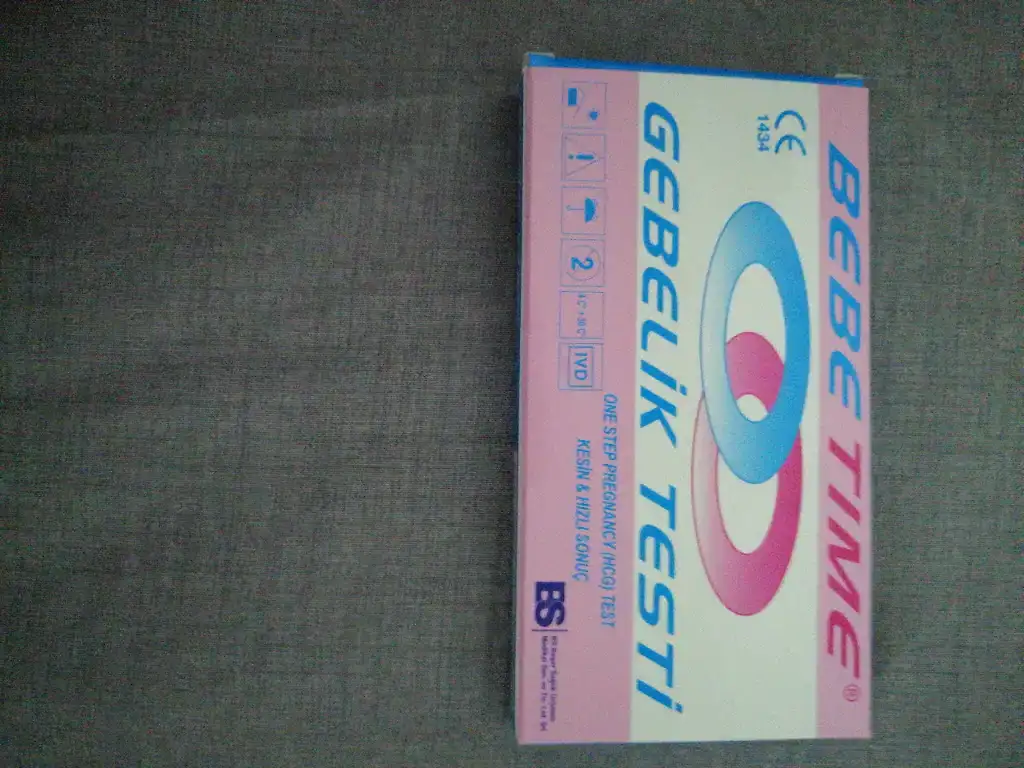 BEBE TIME®
CE
1434
GEBELİK TESTİ
2
IVD
ONE STEP PREGNANCY (HCG) TEST
KESİN & HIZLI SONUÇ
BS